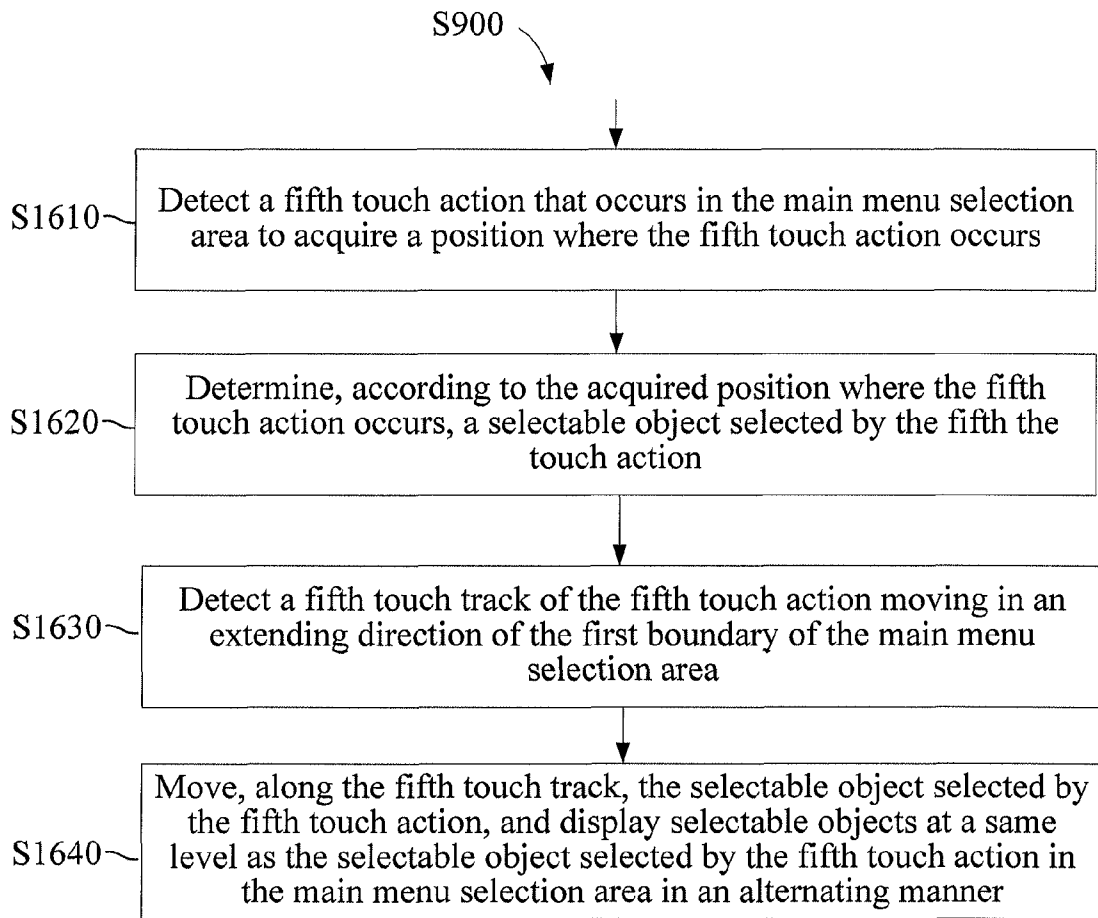 S900
S1610
Detect a fifth touch action that occurs in the main menu selection
area to acquire a position where the fifth touch action occurs
S1620
Determine, according to the acquired position where the fifth
touch action occurs, a selectable object selected by the fifth the
touch action
S1630
Detect a fifth touch track of the fifth touch action moving in an
extending direction of the first boundary of the main menu
selection area
S1640
Move, along the fifth touch track, the selectable object selected by
the fifth touch action, and display selectable objects at a same
level as the selectable object selected by the fifth touch action in
the main menu selection area in an alternating manner